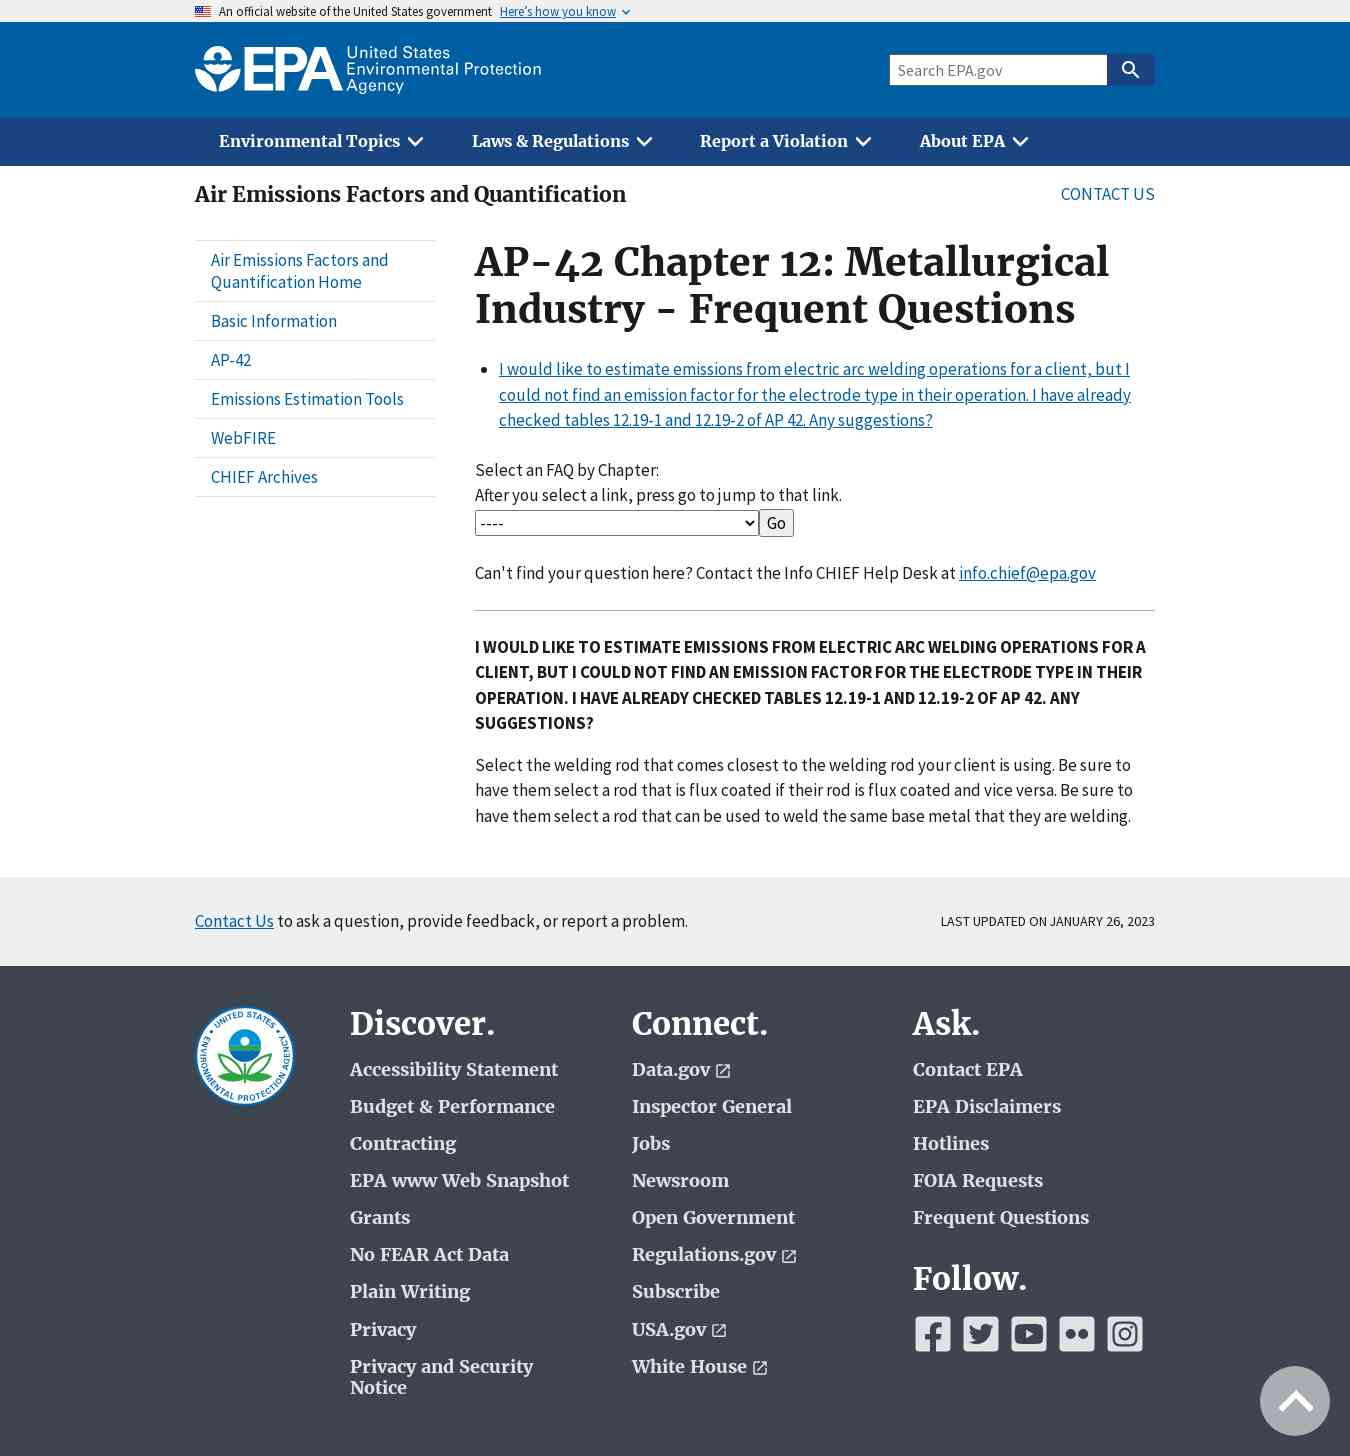 An official website of the United States government Here's how you know
EPA United States
Environmental Protection
Agency
Search EPA.gov
Environmental Topics Laws & Regulations Report a Violation About EPA
Air Emissions Factors and Quantification
CONTACT US
Air Emissions Factors and
Quantification Home
Basic Information
AP-42
Emissions Estimation Tools
WebFIRE
CHIEF Archives
AP-42 Chapter 12: Metallurgical
Industry - Frequent Questions
I would like to estimate emissions from electric arc welding operations for a client, but I
could not find an emission factor for the electrode type in their operation. I have already
checked tables 12.19-1 and 12.19-2 of AP 42. Any suggestions?
Select an FAQ by Chapter:
After you select a link, press go to jump to that link.
---- Go
Can't find your question here? Contact the Info CHIEF Help Desk at info.chief@epa.gov
I WOULD LIKE TO ESTIMATE EMISSIONS FROM ELECTRIC ARC WELDING OPERATIONS FOR A
CLIENT, BUT I COULD NOT FIND AN EMISSION FACTOR FOR THE ELECTRODE TYPE IN THEIR
OPERATION. I HAVE ALREADY CHECKED TABLES 12.19-1 AND 12.19-2 OF AP 42. ANY
SUGGESTIONS?
Select the welding rod that comes closest to the welding rod your client is using. Be sure to
have them select a rod that is flux coated if their rod is flux coated and vice versa. Be sure to
have them select a rod that can be used to weld the same base metal that they are welding.
Contact Us to ask a question, provide feedback, or report a problem.
LAST UPDATED ON JANUARY 26, 2023
UNITED STATES
ENVIRONMENTAL PROTECTION AGENCY
Discover.
Accessibility Statement
Budget & Performance
Contracting
EPA www Web Snapshot
Grants
No FEAR Act Data
Plain Writing
Privacy
Privacy and Security
Notice
Connect.
Data.gov
Inspector General
Jobs
Newsroom
Open Government
Regulations.gov
Subscribe
USA.gov
White House
Ask.
Contact EPA
EPA Disclaimers
Hotlines
FOIA Requests
Frequent Questions
Follow.